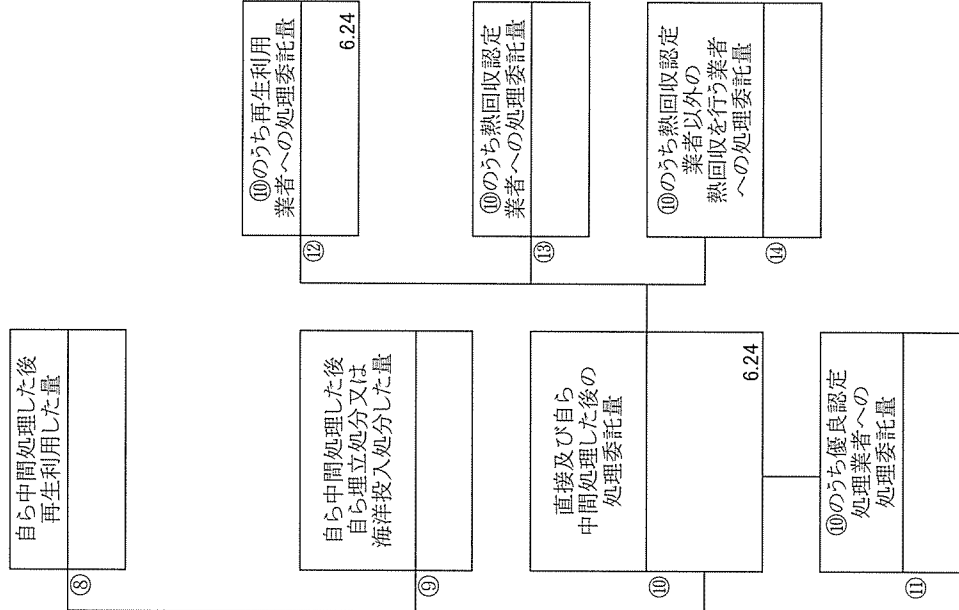 ⑧
自ら中間処理した後
再生利用した量
⑨
自ら中間処理した後
自ら埋立処分又は
海洋投入処分した量
⑩
直接及び自ら
中間処理した後の
処理委託量
6.24
⑪
⑩のうち優良認定
処理業者への
処理委託量
⑫
⑩のうち再生利用
業者への処理委託量
6.24
⑬
⑩のうち熱回収認定
業者への処理委託量
⑭
⑩のうち熱回収認定
業者以外の
熱回収を行う業者
への処理委託量